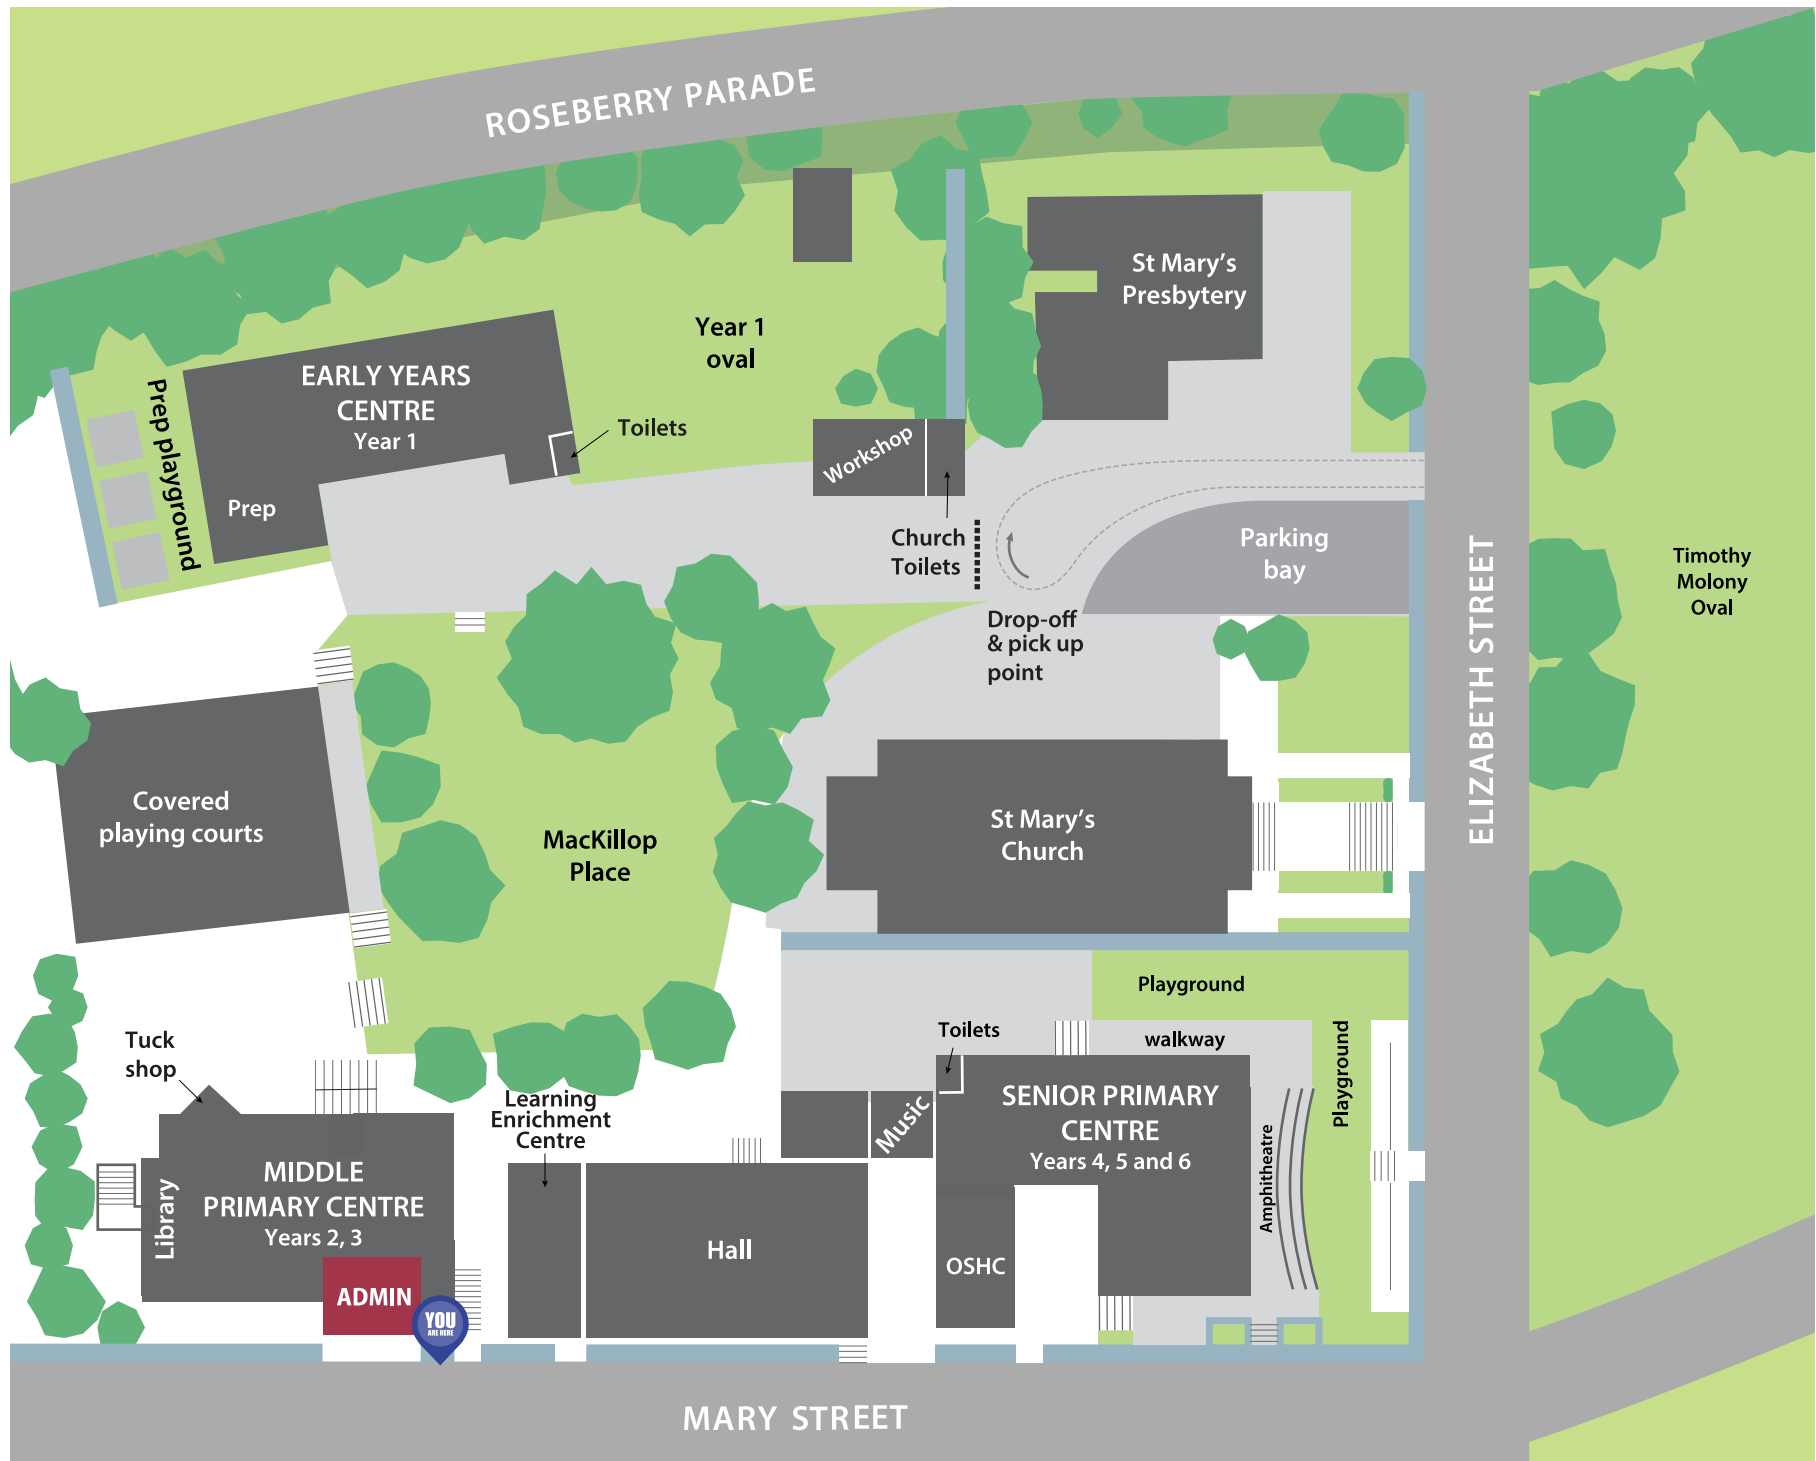 ROSEBERRY PARADE
St Mary's
Presbytery
Year 1
oval
EARLY YEARS
CENTRE
Year 1
Prep
Prep playground
Toilets
Workshop
Church
Toilets
Drop-off
& pick up
point
Parking
bay
ELIZABETH STREET
Timothy
Molony
Oval
Covered
playing courts
MacKillop
Place
St Mary's
Church
Playground
walkway
Playground
Toilets
Tuck
shop
Learning
Enrichment
Centre
Music
SENIOR PRIMARY
CENTRE
Years 4, 5 and 6
Amphitheatre
MIDDLE
PRIMARY CENTRE
Years 2, 3
Library
Hall
OSHC
ADMIN
YOU
ARE HERE
MARY STREET